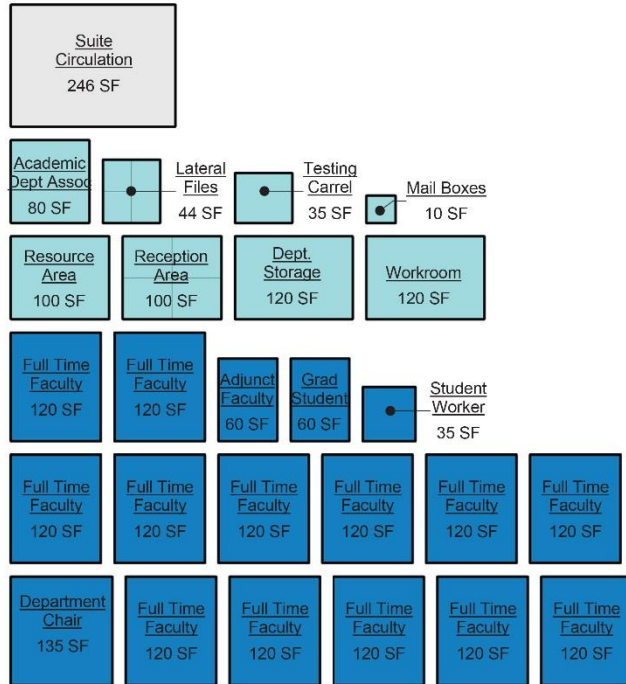 Suite
Circulation
246 SF
Academic
Dept Assoc
80 SF
Lateral
Files
44 SF
Testing
Carrel
35 SF
Mail Boxes
10 SF
Resource
Area
100 SF
Reception
Area
100 SF
Dept.
Storage
120 SF
Workroom
120 SF
Full Time
Faculty
120 SF
Full Time
Faculty
120 SF
Adjunct
Faculty
60 SF
Grad
Student
60 SF
Student
Worker
35 SF
Full Time
Faculty
120 SF
Full Time
Faculty
120 SF
Full Time
Faculty
120 SF
Full Time
Faculty
120 SF
Full Time
Faculty
120 SF
Full Time
Faculty
120 SF
Department
Chair
135 SF
Full Time
Faculty
120 SF
Full Time
Faculty
120 SF
Full Time
Faculty
120 SF
Full Time
Faculty
120 SF
Full Time
Faculty
120 SF